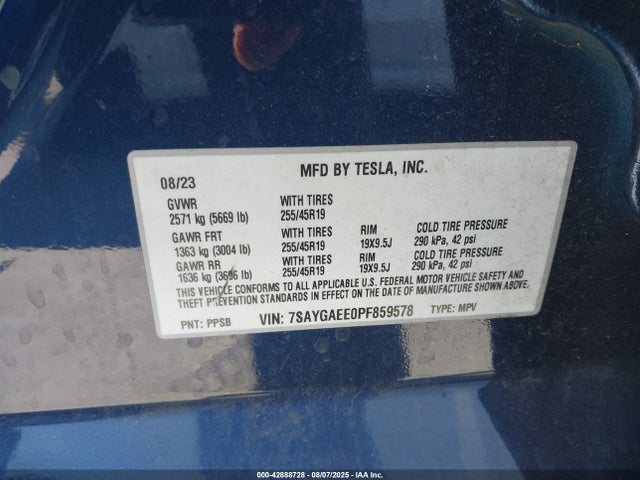 MFD BY TESLA, INC.
08/23
GVWR WITH TIRES
2571 kg (5669 lb) 255/45R19
GAWR FRT WITH TIRES RIM COLD TIRE PRESSURE
1363 kg (3004 lb) 255/45R19 19X9.5J 290 kPa, 42 psi
GAWR RR WITH TIRES RIM COLD TIRE PRESSURE
1636 kg (3606 lb) 255/45R19 19X9.5J 290 kPa, 42 psi
THIS VEHICLE CONFORMS TO ALL APPLICABLE U.S. FEDERAL MOTOR VEHICLE SAFETY AND
THEFT PREVENTION STANDARDS IN EFFECT ON THE DATE OF MANUFACTURE SHOWN ABOVE.
PNT: PPSB VIN: 7SAYGAEE0PF859578 TYPE: MPV
000-42888728 - 08/07/2025 - IAA Inc.